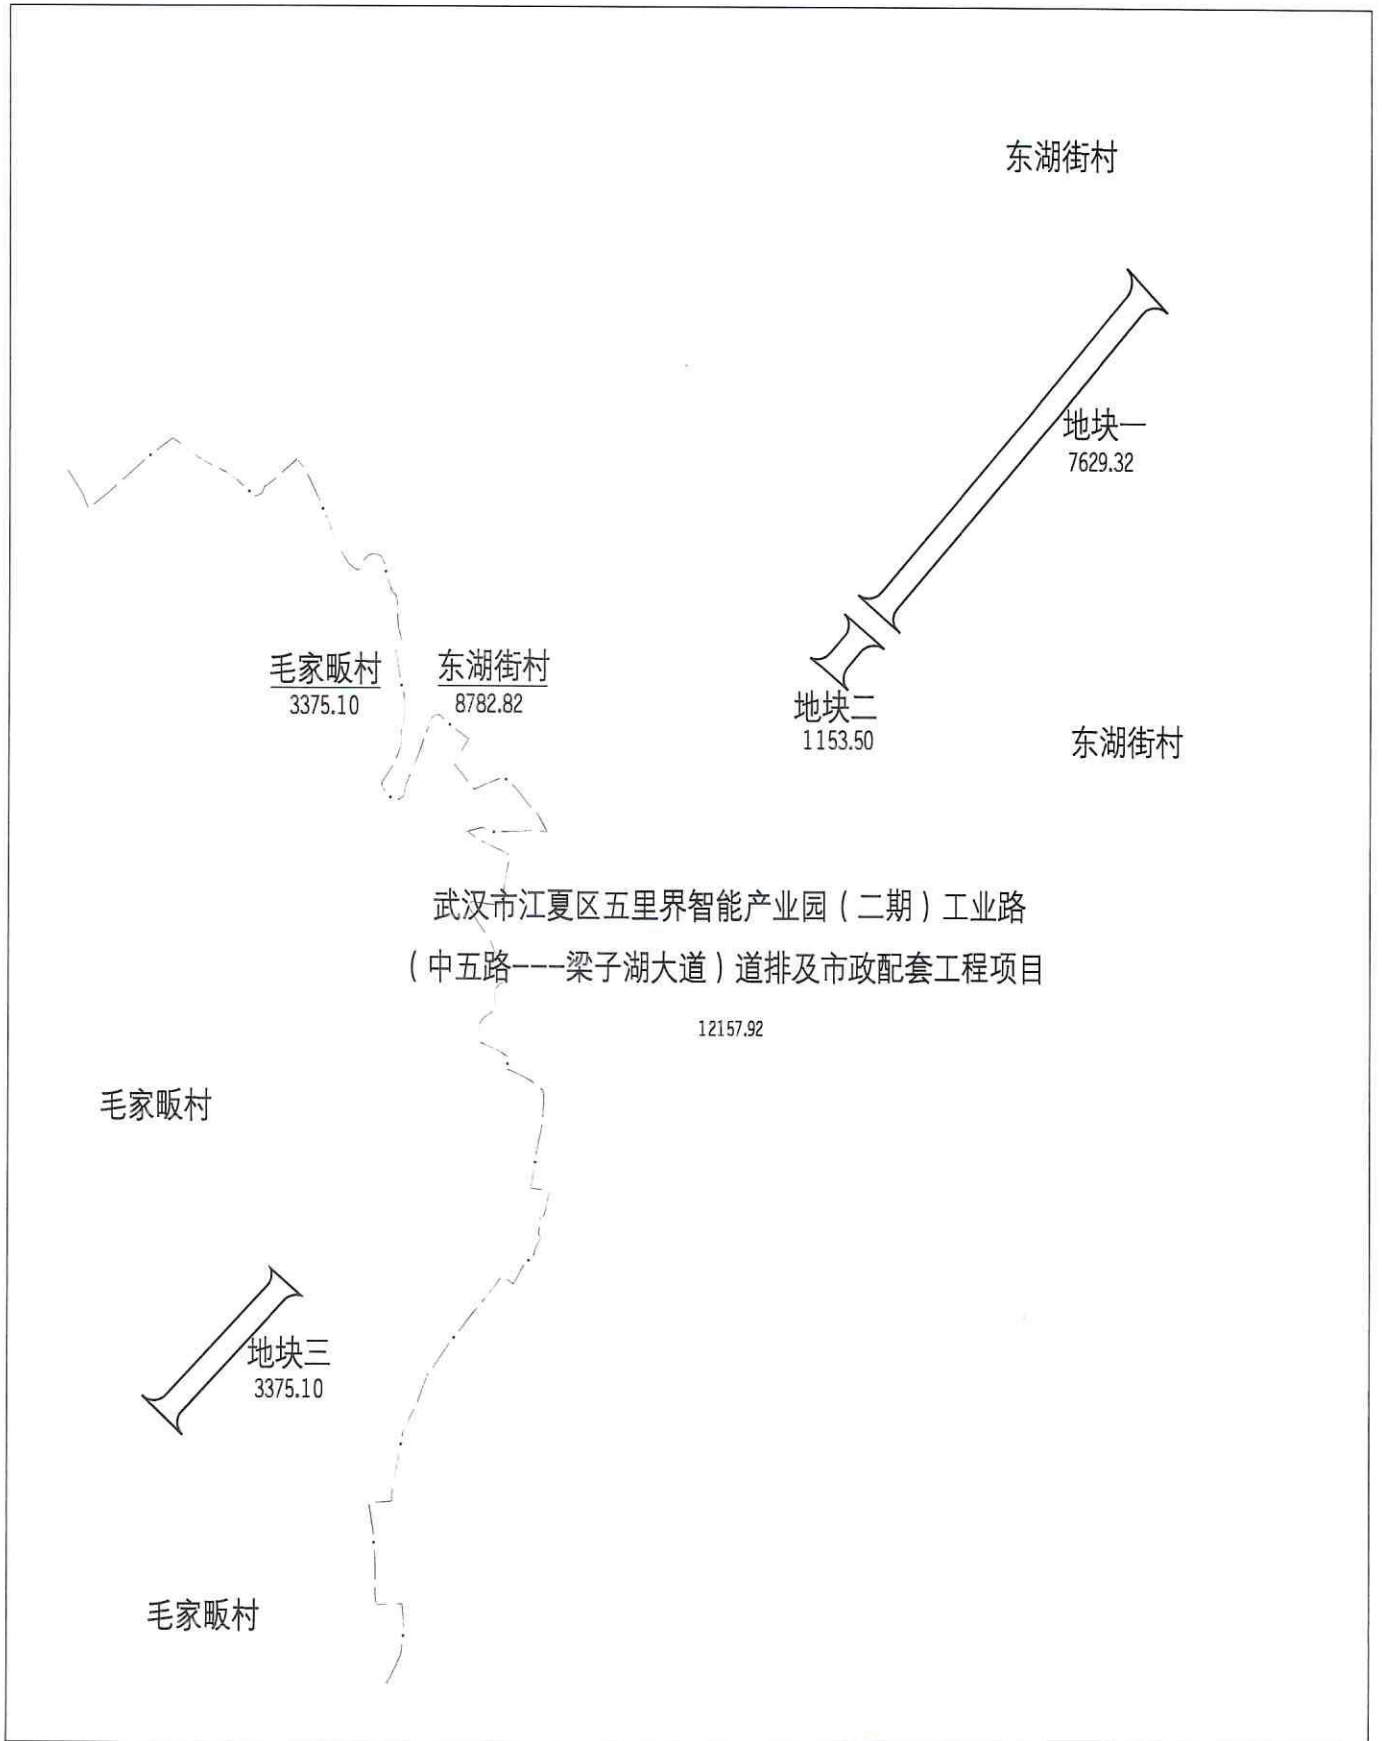 东湖街村
地块一
7629.32
毛家畈村
3375.10
东湖街村
8782.82
地块二
1153.50
东湖街村
武汉市江夏区五里界智能产业园（二期）工业路
（中五路---梁子湖大道）道排及市政配套工程项目
12157.92
毛家畈村
地块三
3375.10
毛家畈村